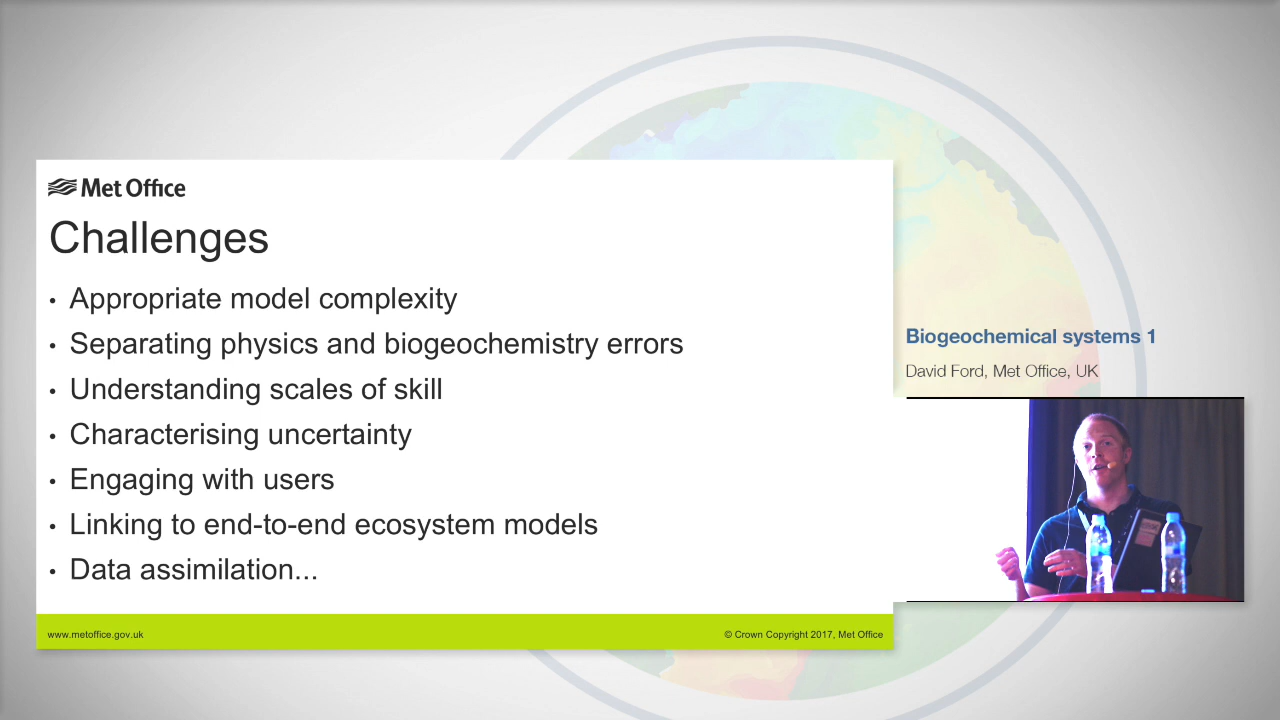 Met Office
Challenges
• Appropriate model complexity
• Separating physics and biogeochemistry errors
• Understanding scales of skill
• Characterising uncertainty
• Engaging with users
• Linking to end-to-end ecosystem models
• Data assimilation...
www.metoffice.gov.uk
© Crown Copyright 2017, Met Office
Biogeochemical systems 1
David Ford, Met Office, UK